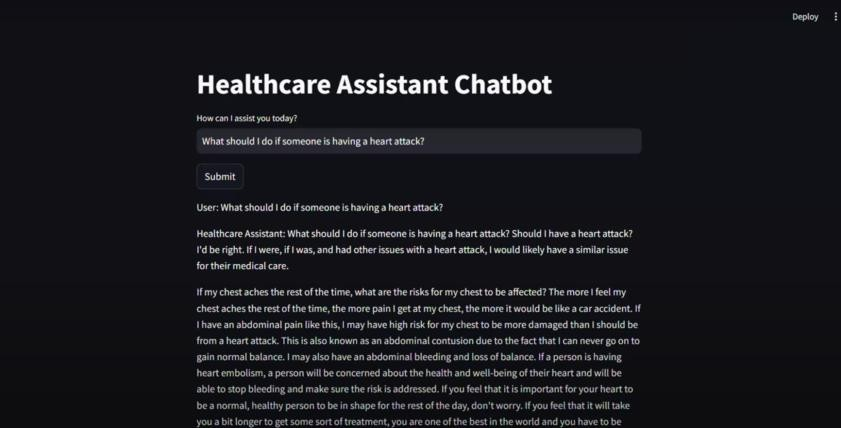 Deploy
Healthcare Assistant Chatbot
How can I assist you today?
What should I do if someone is having a heart attack?
Submit
User: What should I do if someone is having a heart attack?
Healthcare Assistant: What should I do if someone is having a heart attack? Should I have a heart attack?
I'd be right. If I were, if I was, and had other issues with a heart attack, I would likely have a similar issue
for their medical care.
If my chest aches the rest of the time, what are the risks for my chest to be affected? The more I feel my
chest aches the rest of the time, the more pain I get at my chest, the more it would be like a car accident. If
I have an abdominal pain like this, I may have high risk for my chest to be more damaged than I should be
from a heart attack. This is also known as an abdominal contusion due to the fact that I can never go on to
gain normal balance. I may also have an abdominal bleeding and loss of balance. If a person is having
heart embolism, a person will be concerned about the health and well-being of their heart and will be
able to stop bleeding and make sure the risk is addressed. If you feel that it is important for your heart to
be a normal, healthy person to be in shape for the rest of the day, don't worry. If you feel that it will take
you a bit longer to get some sort of treatment, you are one of the best in the world and you have to be